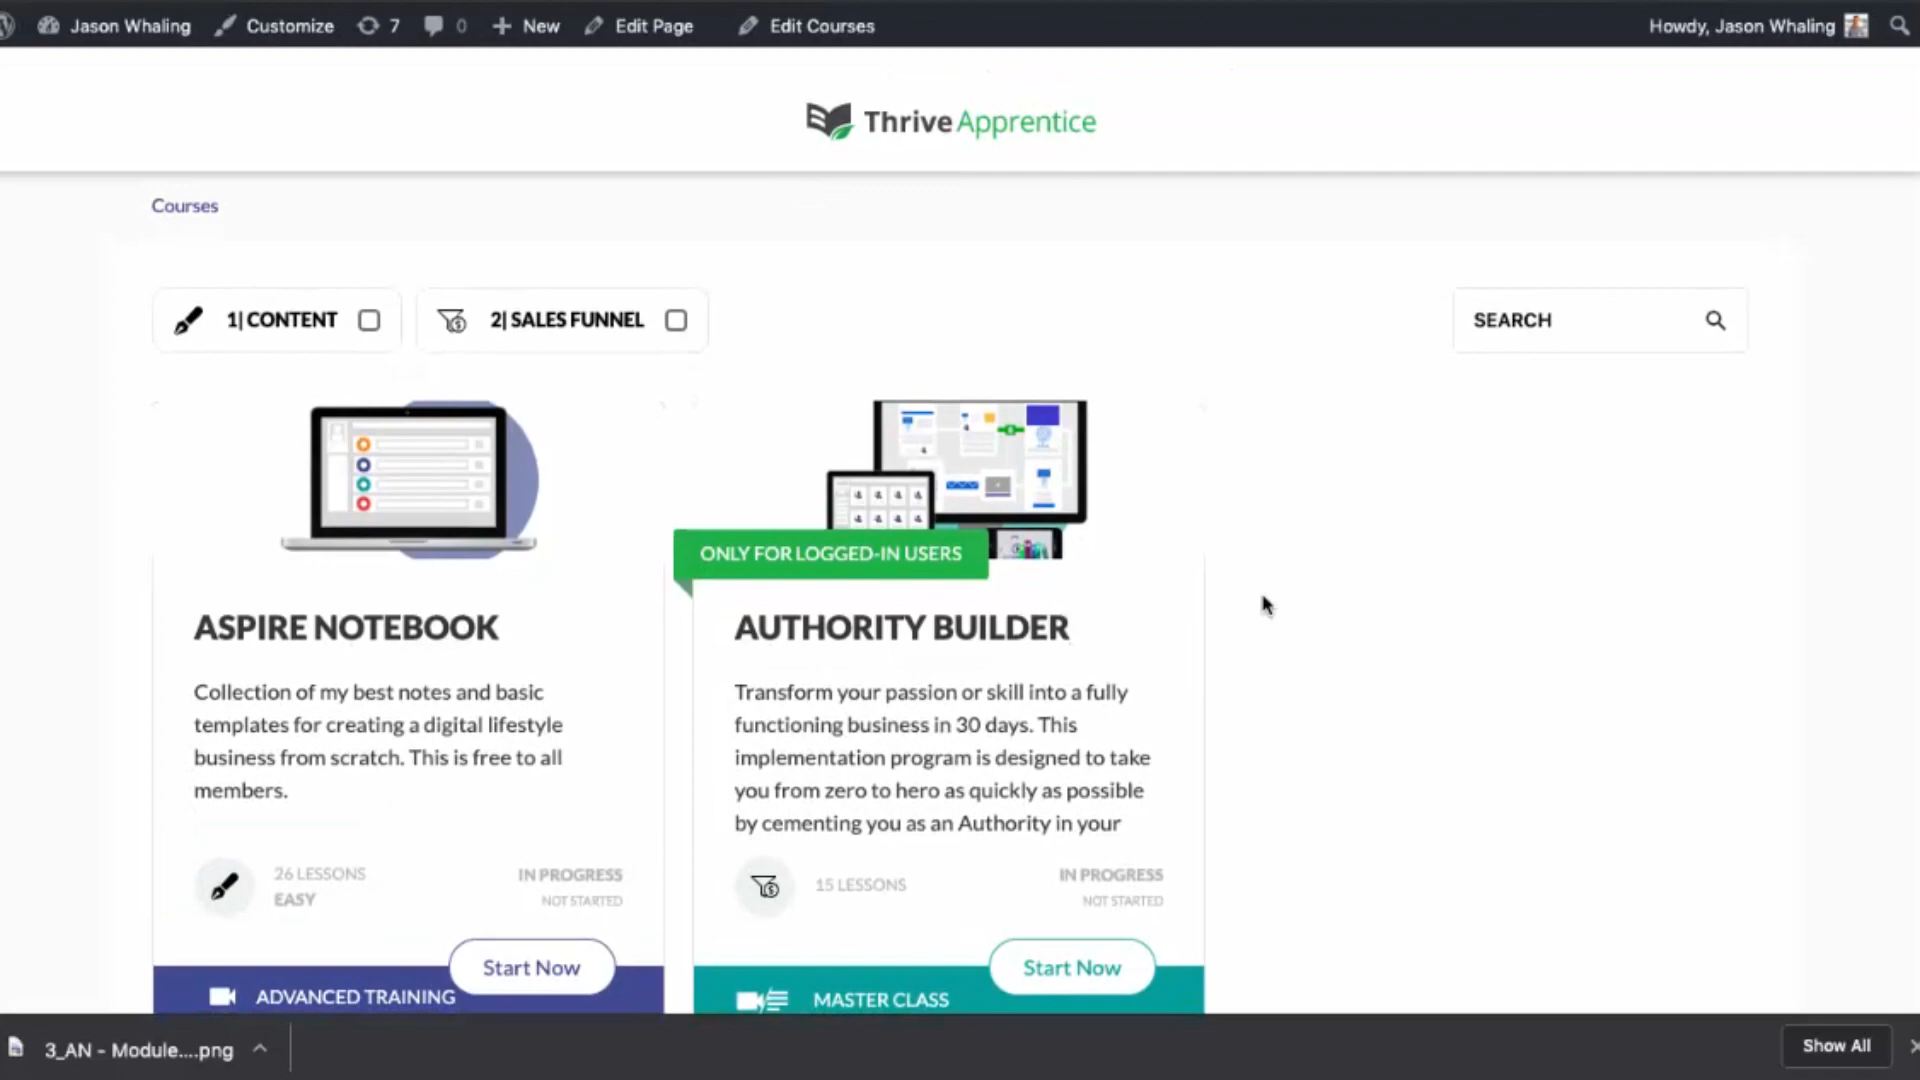 Jason Whaling Customize 7 0 New Edit Page Edit Courses Howdy, Jason Whaling
Thrive Apprentice
Courses
1| CONTENT 2| SALES FUNNEL SEARCH
ONLY FOR LOGGED-IN USERS
ASPIRE NOTEBOOK
Collection of my best notes and basic
templates for creating a digital lifestyle
business from scratch. This is free to all
members.
26 LESSONS
EASY
IN PROGRESS
NOT STARTED
Start Now
ADVANCED TRAINING
AUTHORITY BUILDER
Transform your passion or skill into a fully
functioning business in 30 days. This
implementation program is designed to take
you from zero to hero as quickly as possible
by cementing you as an Authority in your
15 LESSONS
IN PROGRESS
NOT STARTED
Start Now
MASTER CLASS
3_AN - Module....png Show All